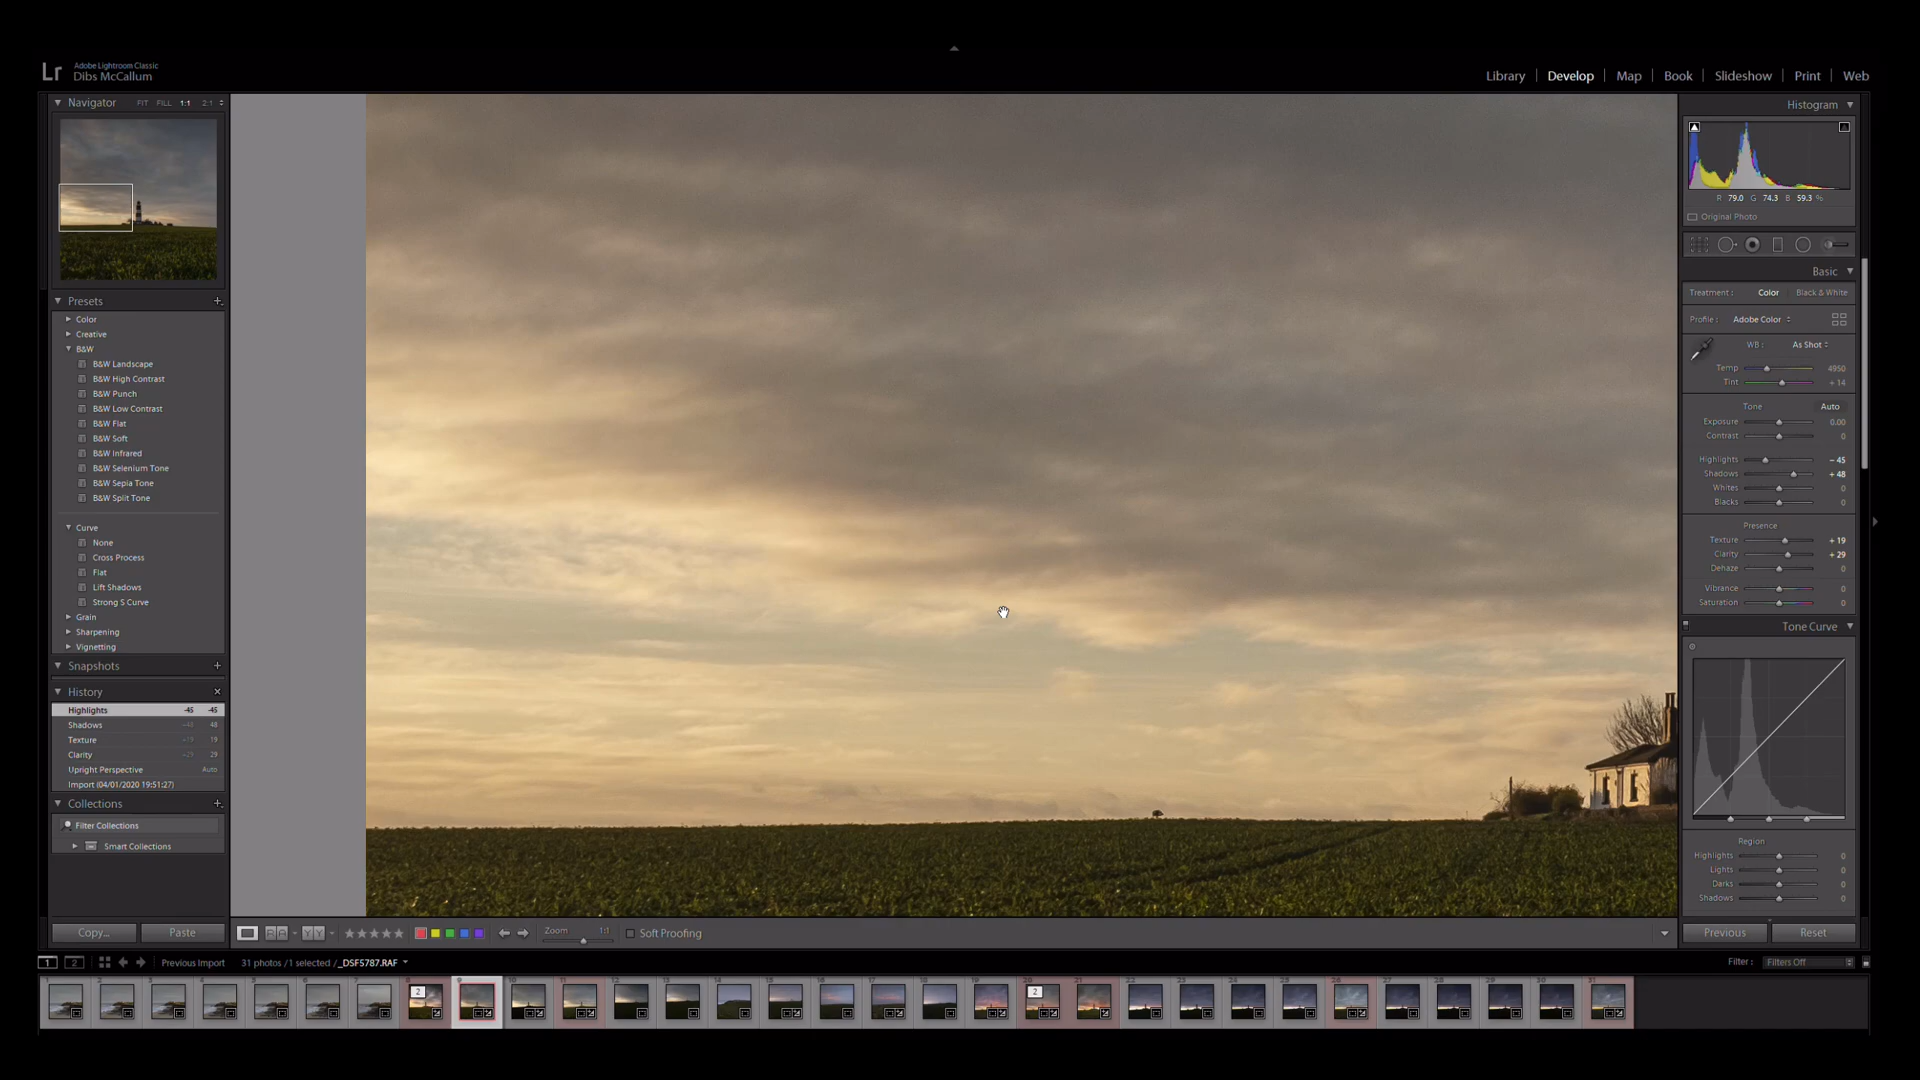 Lr
Adobe Lightroom Classic
Dibs McCallum
Library Develop Map Book Slideshow Print Web
Navigator FIT FILL 1:1 2:1
Presets
Color
Creative
B&W
B&W Landscape
B&W High Contrast
B&W Punch
B&W Low Contrast
B&W Flat
B&W Soft
B&W Infrared
B&W Selenium Tone
B&W Sepia Tone
B&W Split Tone
Curve
None
Cross Process
Flat
Lift Shadows
Strong S Curve
Grain
Sharpening
Vignetting
Snapshots
History
Highlights -45 -45
Shadows +48 48
Texture +19 19
Clarity +29 29
Upright Perspective Auto
Import (04/01/2020 19:51:27)
Collections
Filter Collections
Smart Collections
Copy... Paste
Histogram
R 79.0 G 74.3 B 59.3 %
Original Photo
Basic
Treatment : Color Black & White
Profile : Adobe Color
WB : As Shot
Temp 4950
Tint + 14
Tone Auto
Exposure 0.00
Contrast 0
Highlights - 45
Shadows + 48
Whites 0
Blacks 0
Presence
Texture + 19
Clarity + 29
Dehaze 0
Vibrance 0
Saturation 0
Tone Curve
Region
Highlights 0
Lights 0
Darks 0
Shadows 0
Previous Reset
Zoom 1:1 Soft Proofing
1 2 Previous Import 31 photos /1 selected /_DSF5787.RAF
Filter : Filters Off
2
2